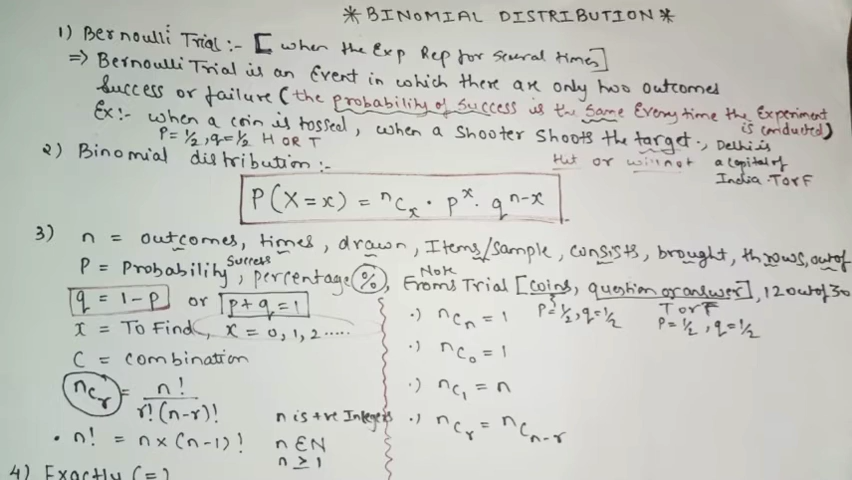 *BINOMIAL DISTRIBUTION*
1) Bernoulli Trial :- [ when the Exp Rep for Several times]
⇒ Bernoulli Trial is an Event in which there are only two outcomes
Success or failure ( the probability of Success is the Same Every time the Experiment
is conducted)
Ex:- when a coin is tossed, when a Shooter Shoots the target., Delhi is
P=½, q=½ H OR T
Hit or will not
a capital of
India. T or F
2) Binomial distribution :-
P(X=x) = ⁿCₓ · pˣ · qⁿ⁻ˣ
3) n = outcomes, times, drawn, Items/Sample, consists, brought, throws, out of
P = Probability Success, percentage %, Note From Trial [coins, question or answer], 12 out of 30
P=½, q=½
T or F
P=½, q=½
q = 1-p or p+q=1
x = To Find, x = 0, 1, 2 .....
C = combination
nCr = n! / r!(n-r)!
n is +ve Integers
• n! = n×(n-1)! n ∈ N
n ≥ 1
·) nCn = 1
·) nC0 = 1
·) nC1 = n
·) nCr = nCn-r
4) Exactly (=)